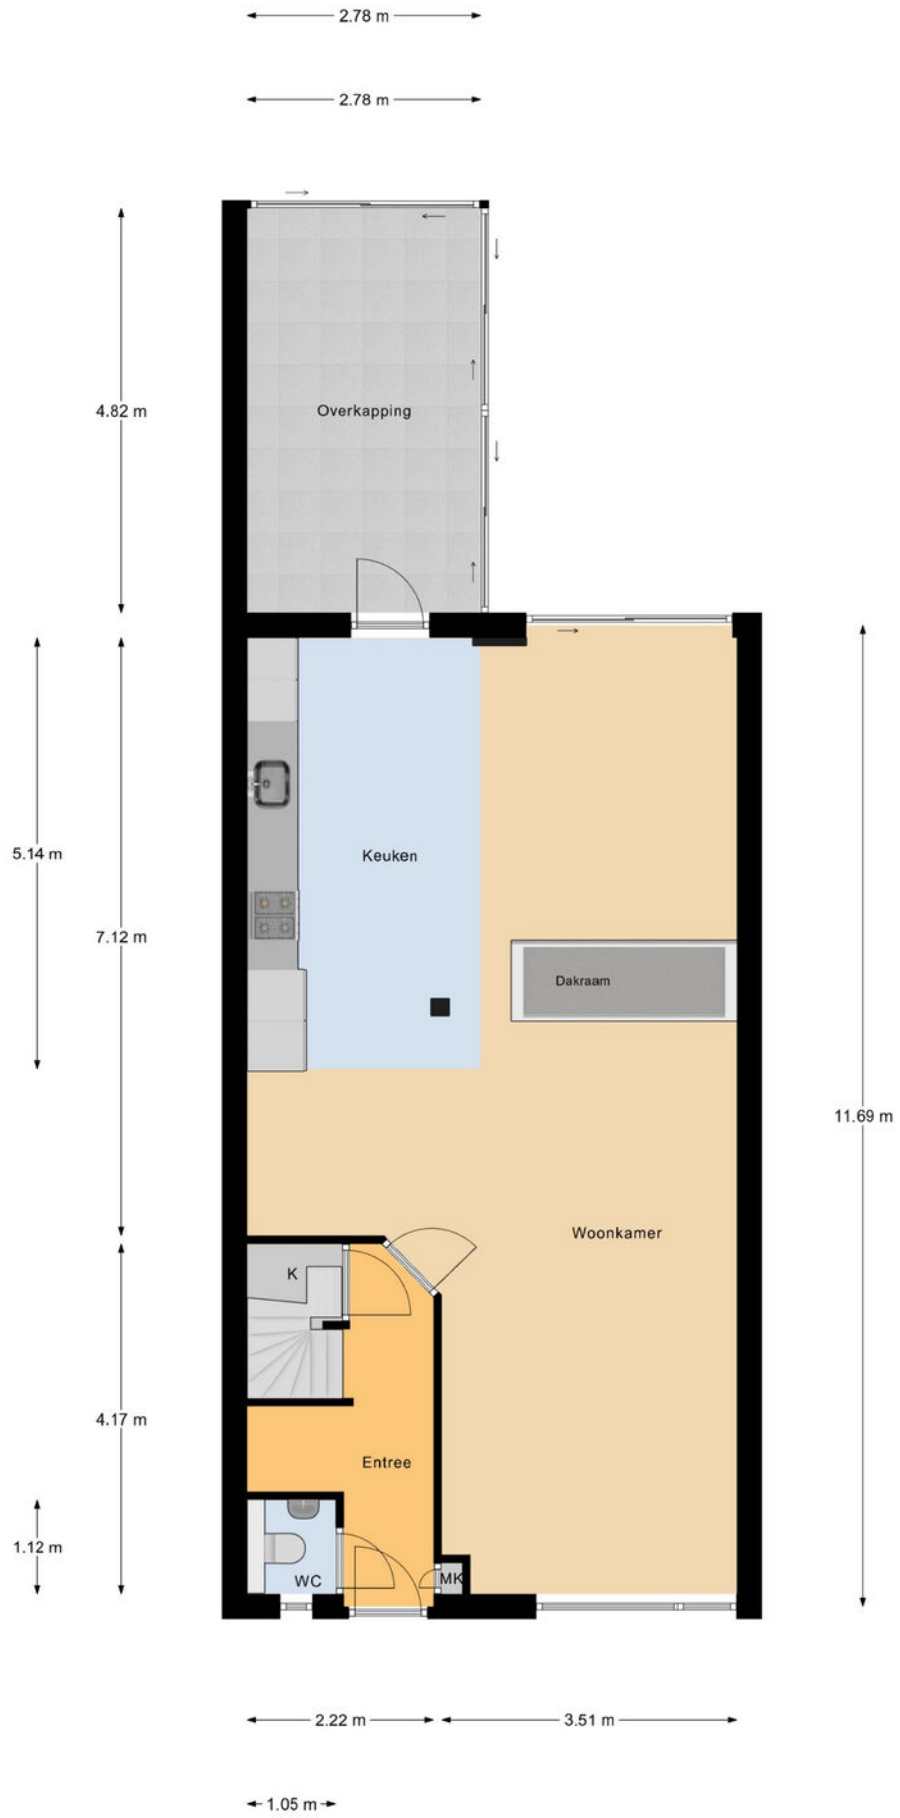 2.78 m
2.78 m
4.82 m
Overkapping
5.14 m
Keuken
7.12 m
Dakraam
11.69 m
Woonkamer
K
4.17 m
Entree
1.12 m
WC
MK
2.22 m
3.51 m
1.05 m